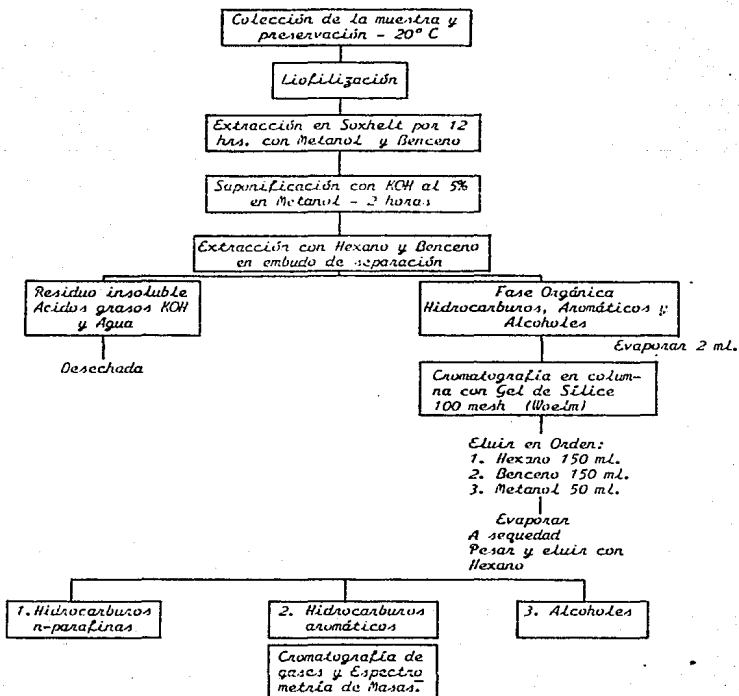 Colección de la muestra y
preservación - 20° C
Liofilización
Extracción en Soxhelt por 12
hrs. con Metanol y Benceno
Saponificación con KOH al 5%
en Metanol - 2 horas
Extracción con Hexano y Benceno
en embudo de separación
Residuo insoluble
Acidos grasos KOH
y Agua
Desechada
Fase Orgánica
Hidrocarburos, Aromáticos y
Alcoholes
Evaporar 2 ml.
Cromatografía en colum-
na con Gel de Sílice
100 mesh (Woelm)
Eluir en Orden:
1. Hexano 150 ml.
2. Benceno 150 ml.
3. Metanol 50 ml.
Evaporar
A sequedad
Pesar y eluir con
Hexano
1. Hidrocarburos
n-parafinas
2. Hidrocarburos
aromáticos
3. Alcoholes
Cromatografía de
gases y Espectro
metría de Masas.